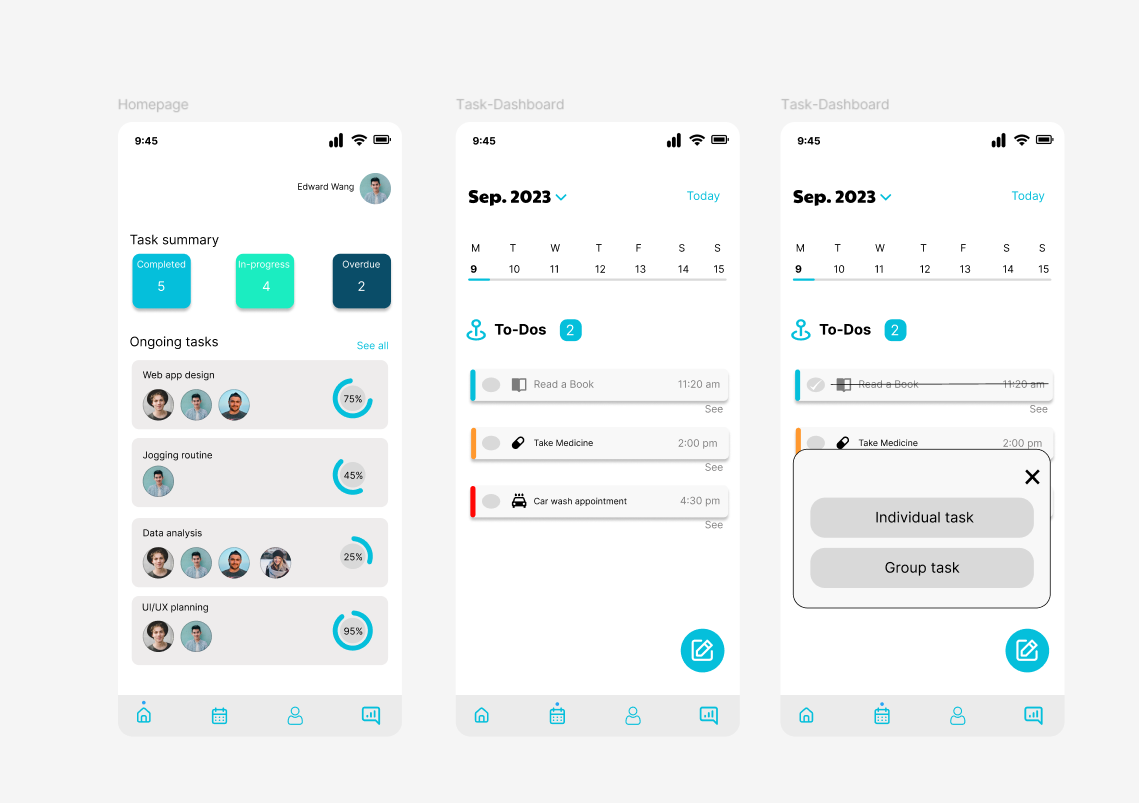 Homepage
9:45
Edward Wang
Task summary
Completed
5
In-progress
4
Overdue
2
Ongoing tasks
See all
Web app design
75%
Jogging routine
45%
Data analysis
25%
UI/UX planning
95%
Task-Dashboard
9:45
Sep. 2023
Today
M T W T F S S
9 10 11 12 13 14 15
To-Dos 2
Read a Book 11:20 am
See
Take Medicine 2:00 pm
See
Car wash appointment 4:30 pm
See
Task-Dashboard
9:45
Sep. 2023
Today
M T W T F S S
9 10 11 12 13 14 15
To-Dos 2
Read a Book 11:20 am
See
Take Medicine 2:00 pm
Individual task
Group task